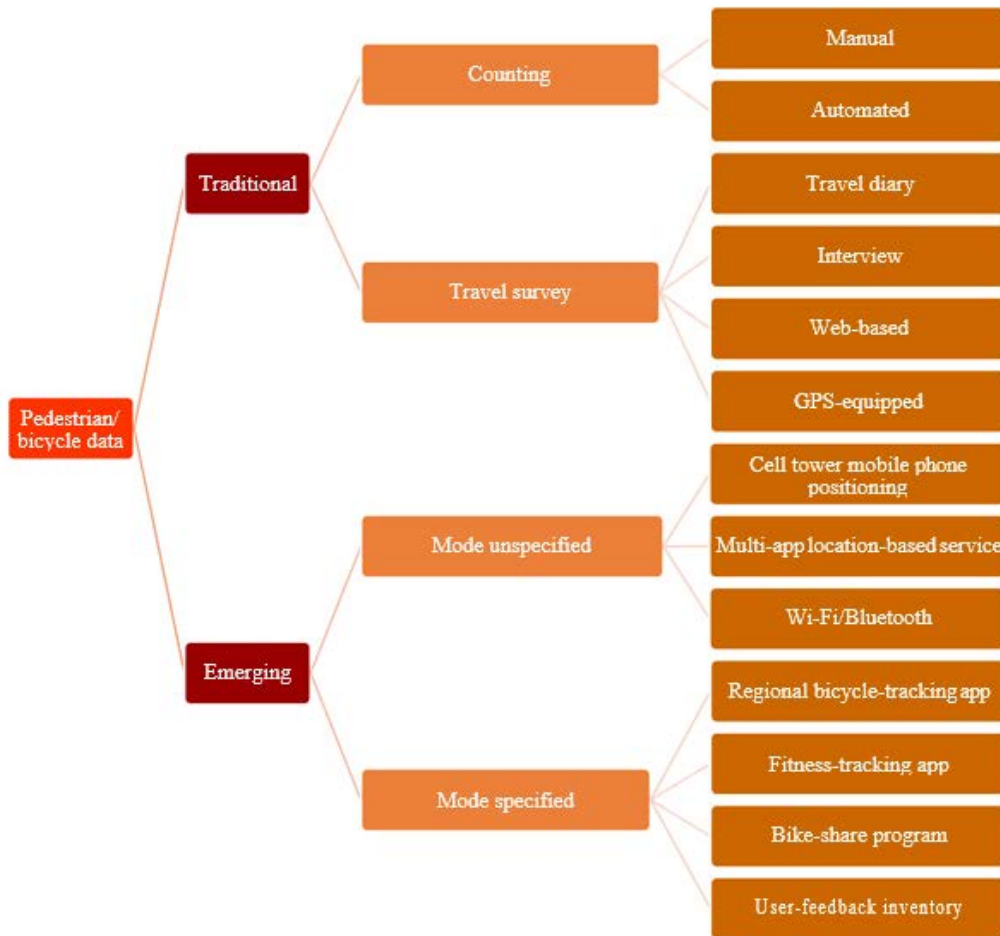 Manual
Counting
Automated
Traditional
Travel diary
Interview
Travel survey
Web-based
GPS-equipped
Pedestrian/
bicycle data
Cell tower mobile phone
positioning
Mode unspecified
Multi-app location-based service
Wi-Fi/Bluetooth
Emerging
Regional bicycle-tracking app
Fitness-tracking app
Mode specified
Bike-share program
User-feedback inventory